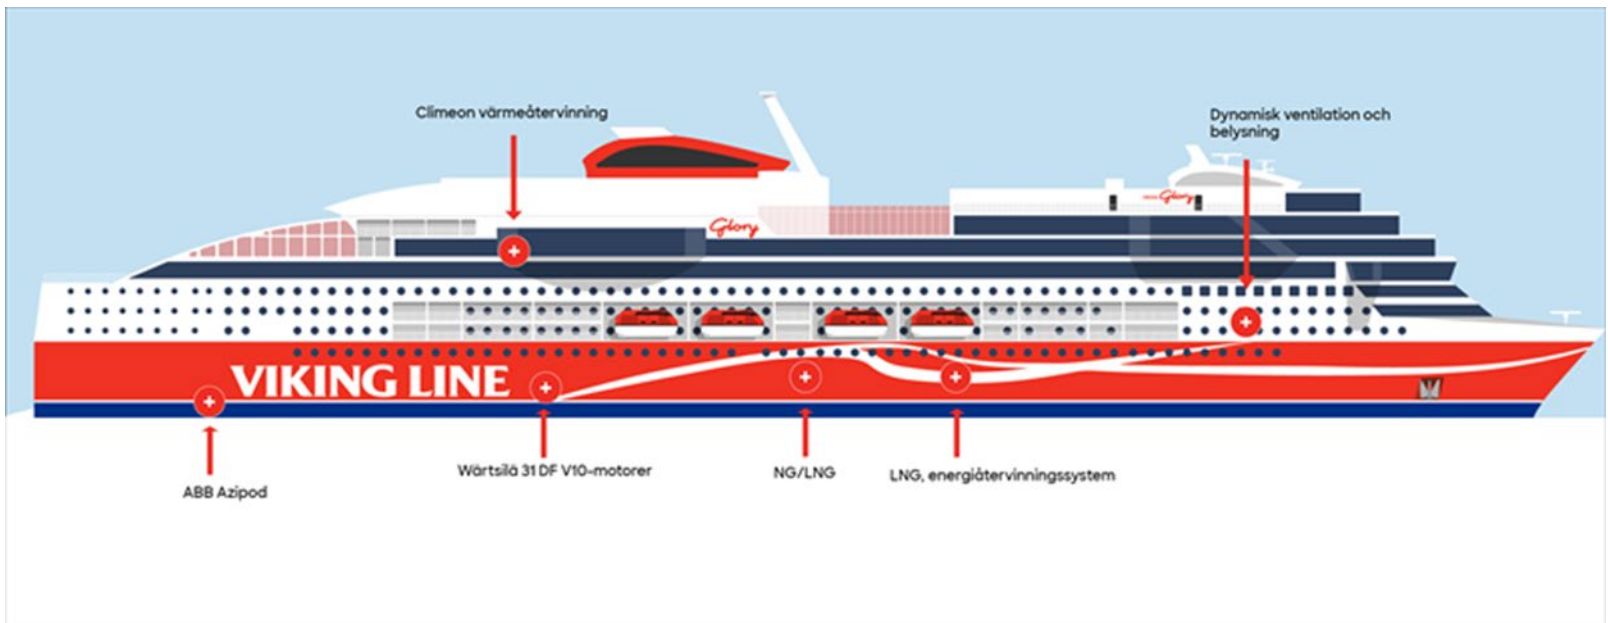 Climeon värmeåtervinning
Dynamisk ventilation och
belysning
Glory
Glory
VIKING LINE
Wärtsilä 31 DF V10-motorer
NG/LNG
LNG, energiåtervinningssystem
ABB Azipod